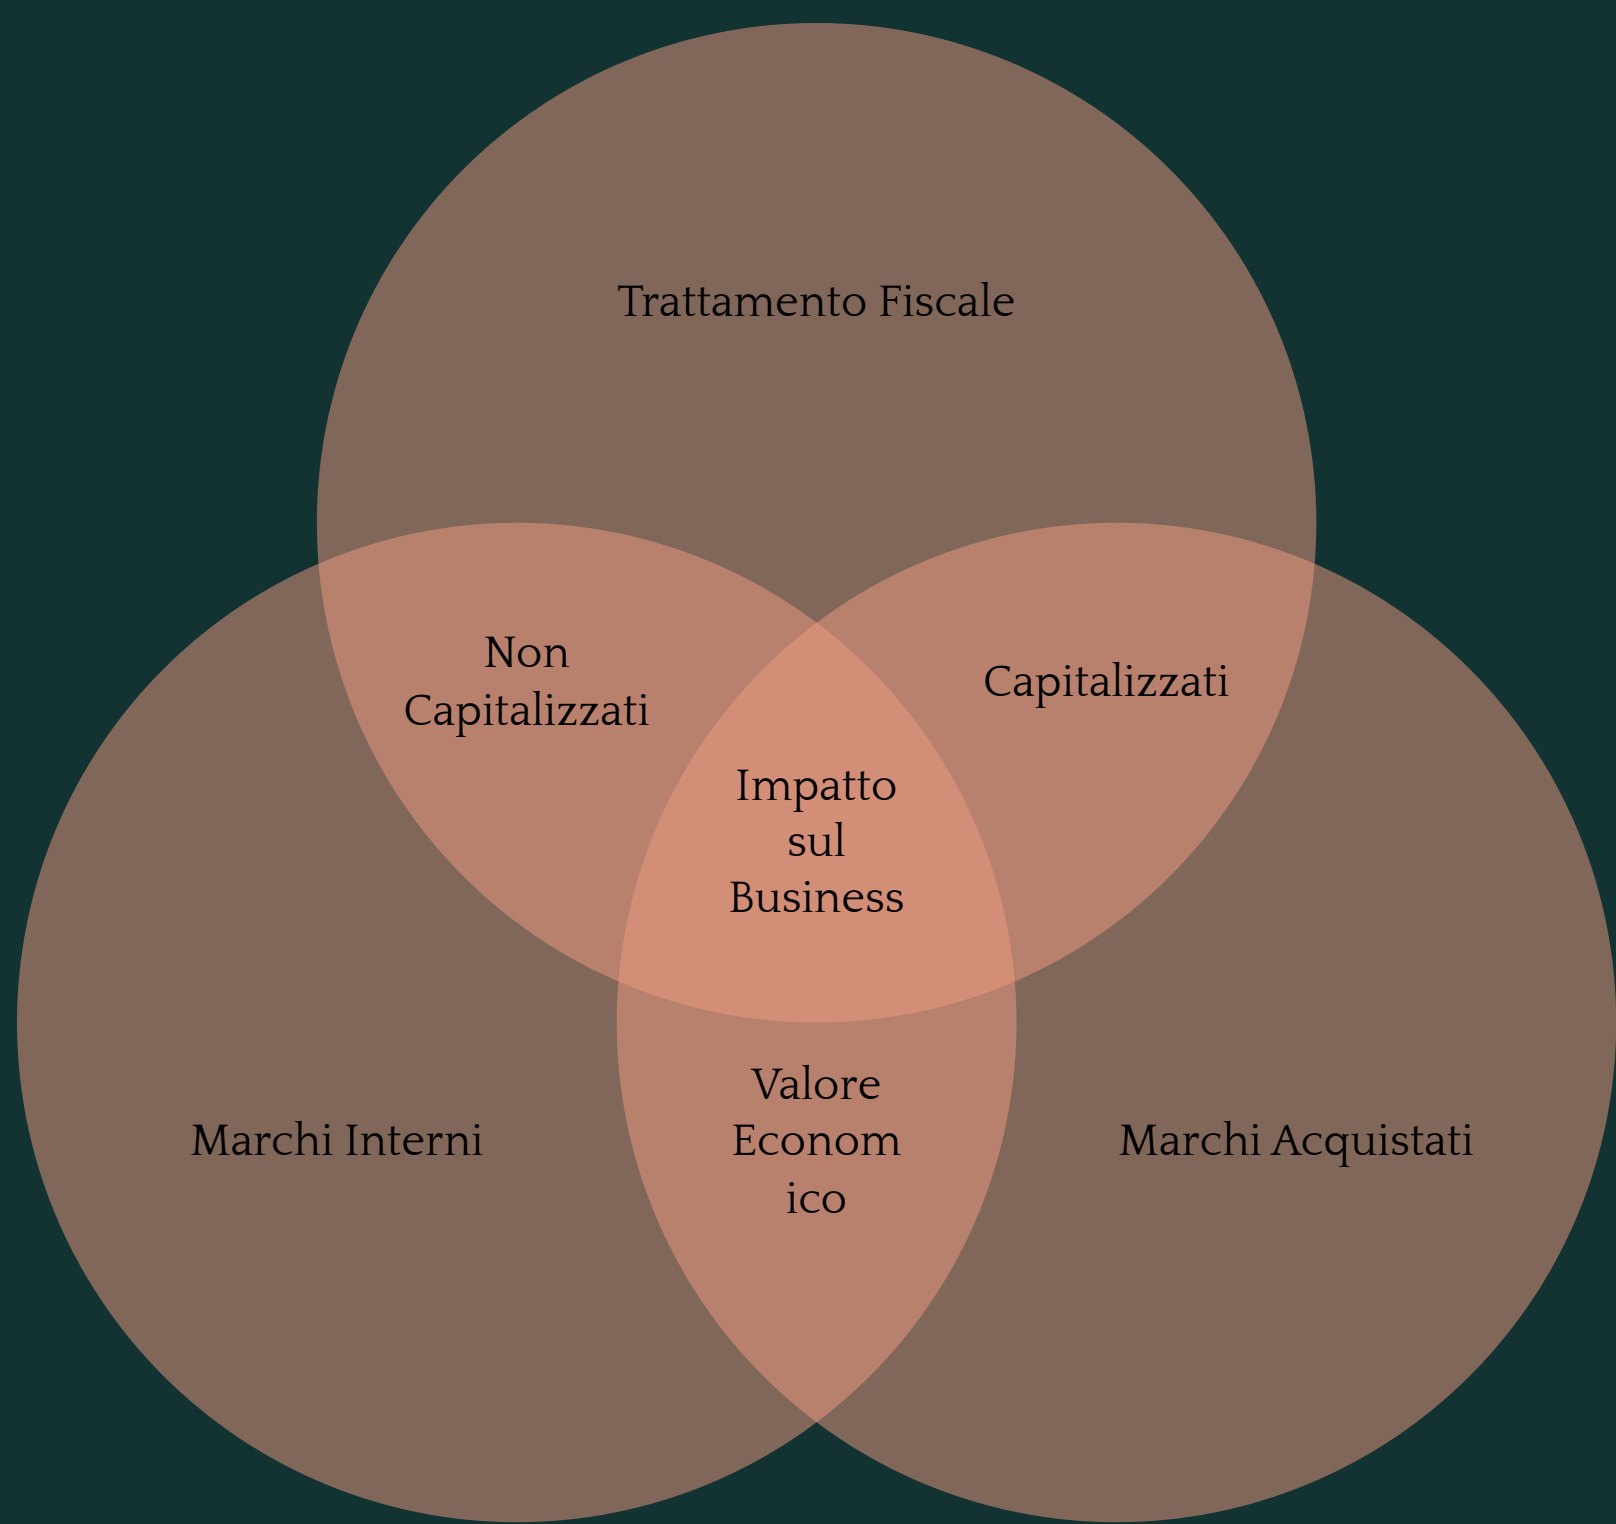 Trattamento Fiscale
Non
Capitalizzati
Capitalizzati
Impatto
sul
Business
Marchi Interni
Valore
Econom
ico
Marchi Acquistati